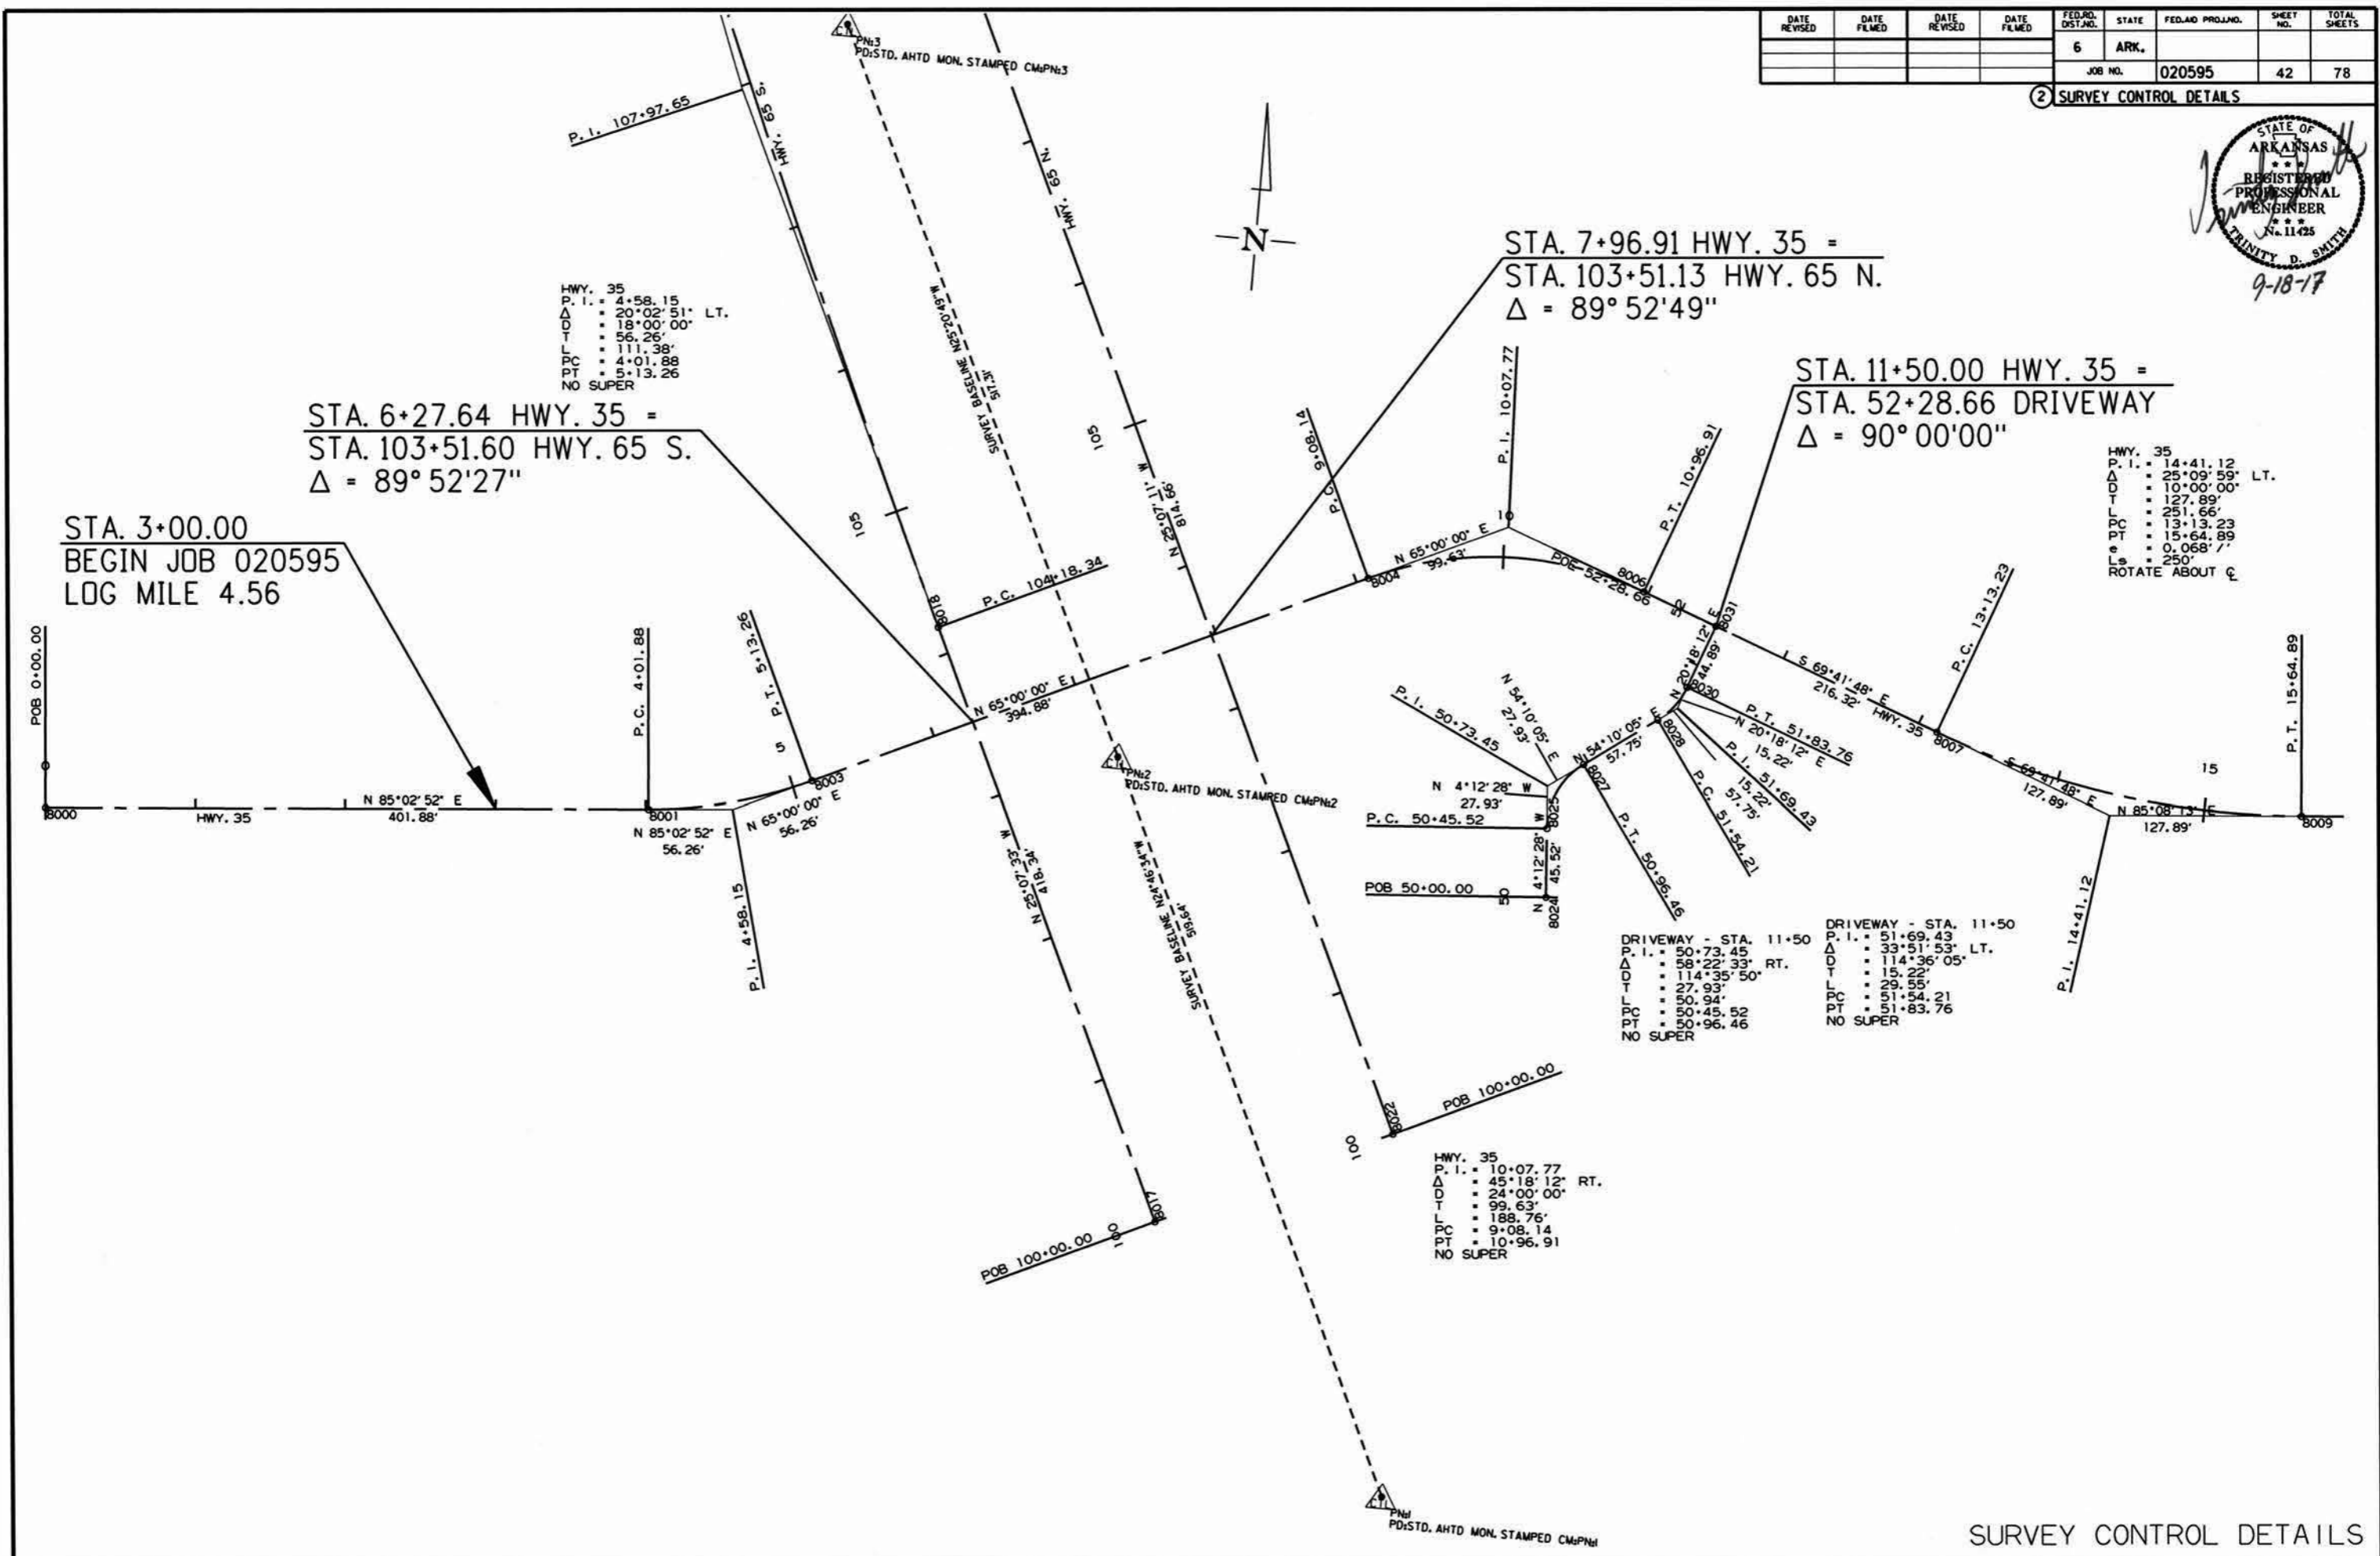 DATE REVISED
DATE FILMED
DATE REVISED
DATE FILMED
FED.RD. DIST.NO.
STATE
FED.AID PROJ.NO.
SHEET NO.
TOTAL SHEETS
6
ARK.
JOB NO.
020595
42
78
2 SURVEY CONTROL DETAILS
STATE OF
ARKANSAS
REGISTERED
PROFESSIONAL
ENGINEER
No. 11425
TRINITY D. SMITH
9-18-17
PN:3
PD:STD. AHTD MON. STAMPED CM:PN:3
P.I. 107+97.65
HWY. 65 S.
HWY. 65 N.
N
STA. 7+96.91 HWY. 35 =
STA. 103+51.13 HWY. 65 N.
Δ = 89°52'49"
HWY. 35
P.I. = 4+58.15
Δ = 20°02'51" LT.
D = 18°00'00"
T = 56.26'
L = 111.38'
PC = 4+01.88
PT = 5+13.26
NO SUPER
SURVEY BASELINE N25°20'49"W
517.31'
STA. 11+50.00 HWY. 35 =
STA. 52+28.66 DRIVEWAY
Δ = 90°00'00"
STA. 6+27.64 HWY. 35 =
STA. 103+51.60 HWY. 65 S.
Δ = 89°52'27"
HWY. 35
P.I. = 14+41.12
Δ = 25°09'59" LT.
D = 10°00'00"
T = 127.89'
L = 251.66'
PC = 13+13.23
PT = 15+64.89
e = 0.068'/'
Ls = 250'
ROTATE ABOUT ℄
STA. 3+00.00
BEGIN JOB 020595
LOG MILE 4.56
105
105
N 25°07'11" W
814.66'
P.C. 9+08.14
P.I. 10+07.77
P.T. 10+96.91
10
N 65°00'00" E
99.63'
8004
POE 52+28.66
8006
52
8031
P.C. 104+18.34
8018
POB 0+00.00
P.C. 4+01.88
P.T. 5+13.26
5
8003
N 65°00'00" E
394.88'
N 20°18'12" E
44.89'
8030
S 69°41'48" E
216.32'
HWY. 35
P.C. 13+13.23
8007
P.T. 15+64.89
8000
HWY. 35
N 85°02'52" E
401.88'
8001
N 85°02'52" E
56.26'
N 65°00'00" E
56.26'
P.I. 4+58.15
PN:2
PD:STD. AHTD MON. STAMPED CM:PN:2
P.I. 50+73.45
N 54°10'05" E
27.93'
N 54°10'05" E
57.75'
8028
8027
P.T. 51+83.76
N 20°18'12" E
15.22'
P.I. 51+69.43
15.22'
57.75'
P.C. 51+54.21
N 4°12'28" W
27.93'
P.C. 50+45.52
8025
N 4°12'28" W
45.52'
POB 50+00.00
50
8024
P.T. 50+96.46
S 69°41'48" E
127.89'
15
N 85°08'13" E
127.89'
8009
P.I. 14+41.12
N 25°07'33" W
418.34'
SURVEY BASELINE N24°46'34"W
519.64'
DRIVEWAY - STA. 11+50
P.I. = 50+73.45
Δ = 58°22'33" RT.
D = 114°35'50"
T = 27.93'
L = 50.94'
PC = 50+45.52
PT = 50+96.46
NO SUPER
DRIVEWAY - STA. 11+50
P.I. = 51+69.43
Δ = 33°51'53" LT.
D = 114°36'05"
T = 15.22'
L = 29.55'
PC = 51+54.21
PT = 51+83.76
NO SUPER
POB 100+00.00
8022
100
8017
POB 100+00.00
100
HWY. 35
P.I. = 10+07.77
Δ = 45°18'12" RT.
D = 24°00'00"
T = 99.63'
L = 188.76'
PC = 9+08.14
PT = 10+96.91
NO SUPER
PN:1
PD:STD. AHTD MON. STAMPED CM:PN:1
SURVEY CONTROL DETAILS